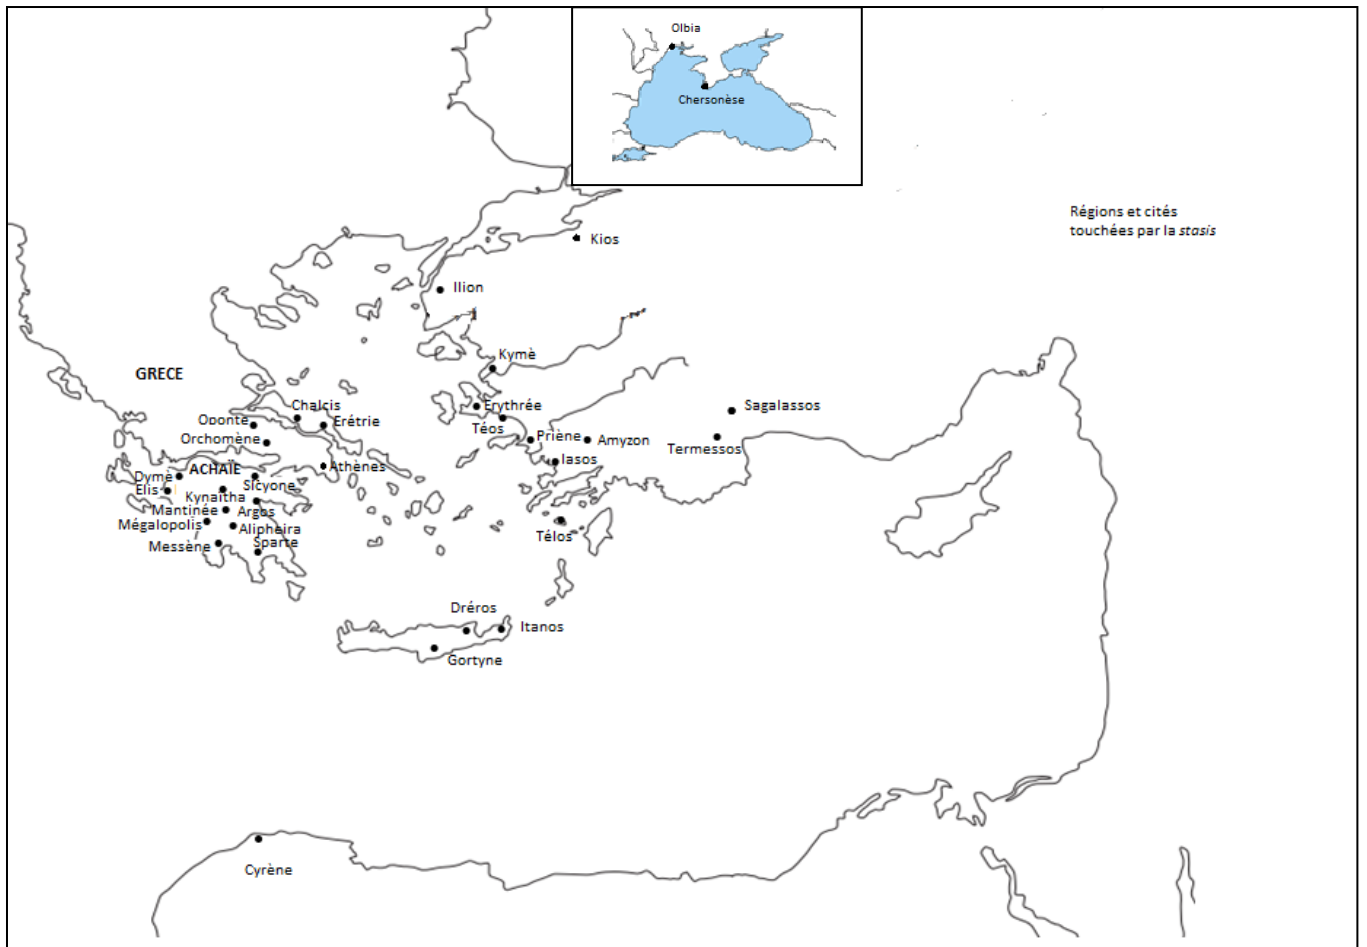 Olbia
Chersonèse
Régions et cités
touchées par la stasis
Kios
Ilion
Kymè
GRECE
Chalcis
Erythrée
Sagalassos
Oponte
Erétrie
Téos
Orchomène
Priène
Amyzon
Termessos
Iasos
Athènes
ACHAÏE
Dymè
Sicyone
Elis
Kynaïtha
Mantinée
Argos
Mégalopolis
Alipheira
Télos
Messène
Sparte
Dréros
Itanos
Gortyne
Cyrène